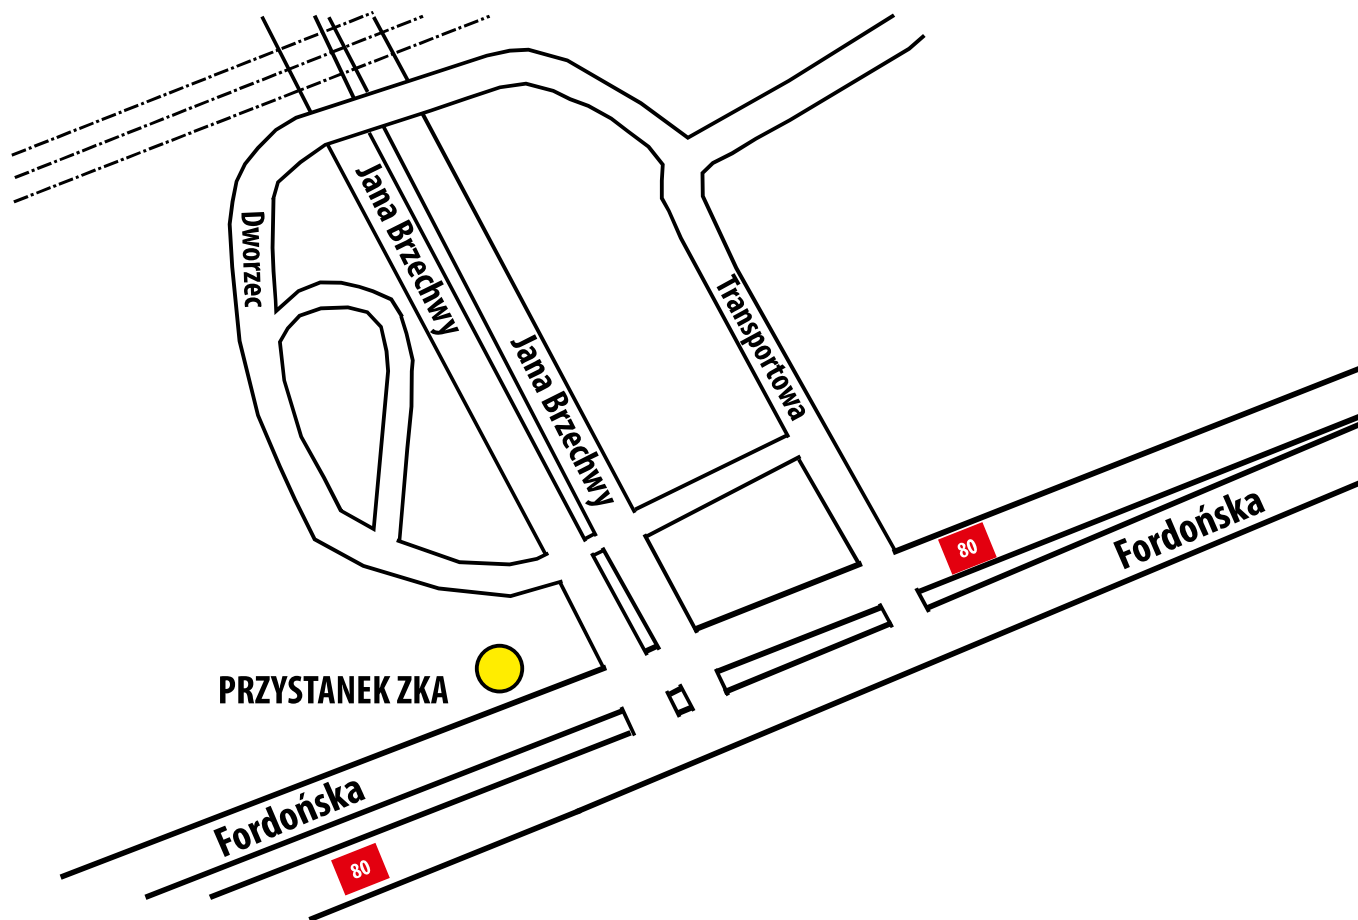 Dworzec
Jana Brzechwy
Jana Brzechwy
Transportowa
80
Fordońska
PRZYSTANEK ZKA
Fordońska
80